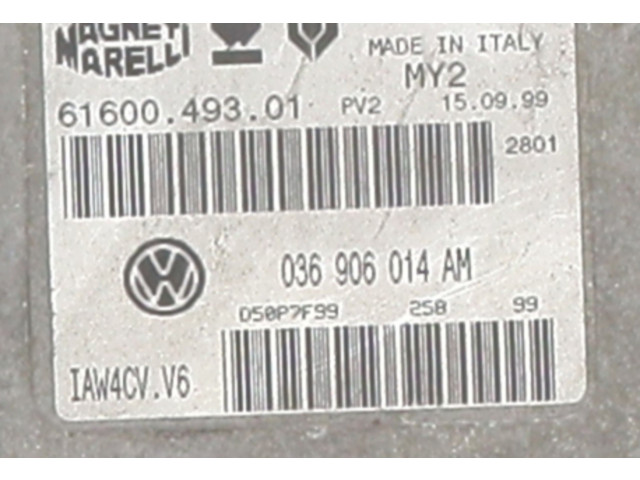 MAGNETI
MARELLI
MADE IN ITALY
MY2
61600.493.01 PV2 15.09.99
2801
036 906 014 AM
D50P7F99 258 99
IAW4CV.V6